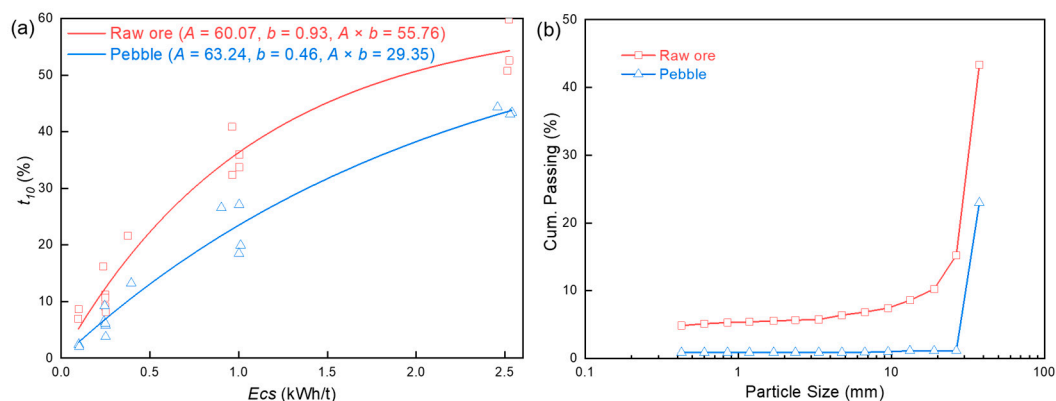 (a)
Raw ore (A = 60.07, b = 0.93, A × b = 55.76)
Pebble (A = 63.24, b = 0.46, A × b = 29.35)
60
50
40
30
20
10
0
t10 (%)
0.0 0.5 1.0 1.5 2.0 2.5
Ecs (kWh/t)
(b)
Raw ore
Pebble
50
40
30
20
10
0
Cum. Passing (%)
0.1 1 10 100
Particle Size (mm)